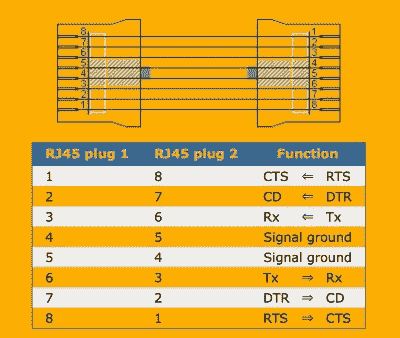 8 1
7 2
6 3
5 4
4 5
3 6
2 7
1 8
RJ45 plug 1 RJ45 plug 2 Function
1 8 CTS ⇐ RTS
2 7 CD ⇐ DTR
3 6 Rx ⇐ Tx
4 5 Signal ground
5 4 Signal ground
6 3 Tx ⇒ Rx
7 2 DTR ⇒ CD
8 1 RTS ⇒ CTS